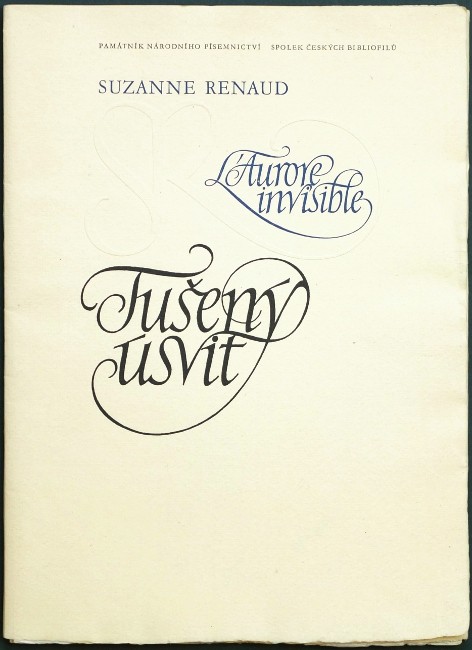 PAMÁTNÍK NÁRODNÍHO PÍSEMNICTVÍ SPOLEK ČESKÝCH BIBLIOFILŮ
SUZANNE RENAUD
L'Aurore
invisible
Tušený
úsvit